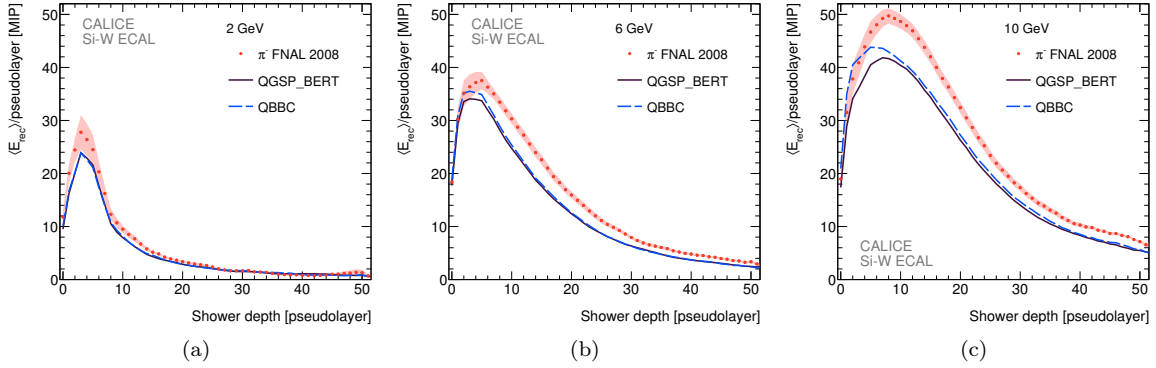 ⟨E_rec⟩/pseudolayer [MIP]
50
40
30
20
10
0
CALICE
Si-W ECAL
2 GeV
π⁻ FNAL 2008
QGSP_BERT
QBBC
0 10 20 30 40 50
Shower depth [pseudolayer]
(a)
⟨E_rec⟩/pseudolayer [MIP]
50
40
30
20
10
0
CALICE
Si-W ECAL
6 GeV
π⁻ FNAL 2008
QGSP_BERT
QBBC
0 10 20 30 40 50
Shower depth [pseudolayer]
(b)
⟨E_rec⟩/pseudolayer [MIP]
50
40
30
20
10
0
10 GeV
π⁻ FNAL 2008
QGSP_BERT
QBBC
CALICE
Si-W ECAL
0 10 20 30 40 50
Shower depth [pseudolayer]
(c)